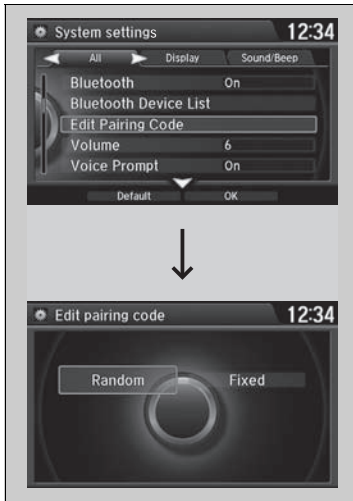 System settings 12:34
All Display Sound/Beep
Bluetooth On
Bluetooth Device List
Edit Pairing Code
Volume 6
Voice Prompt On
Default OK
Edit pairing code 12:34
Random Fixed